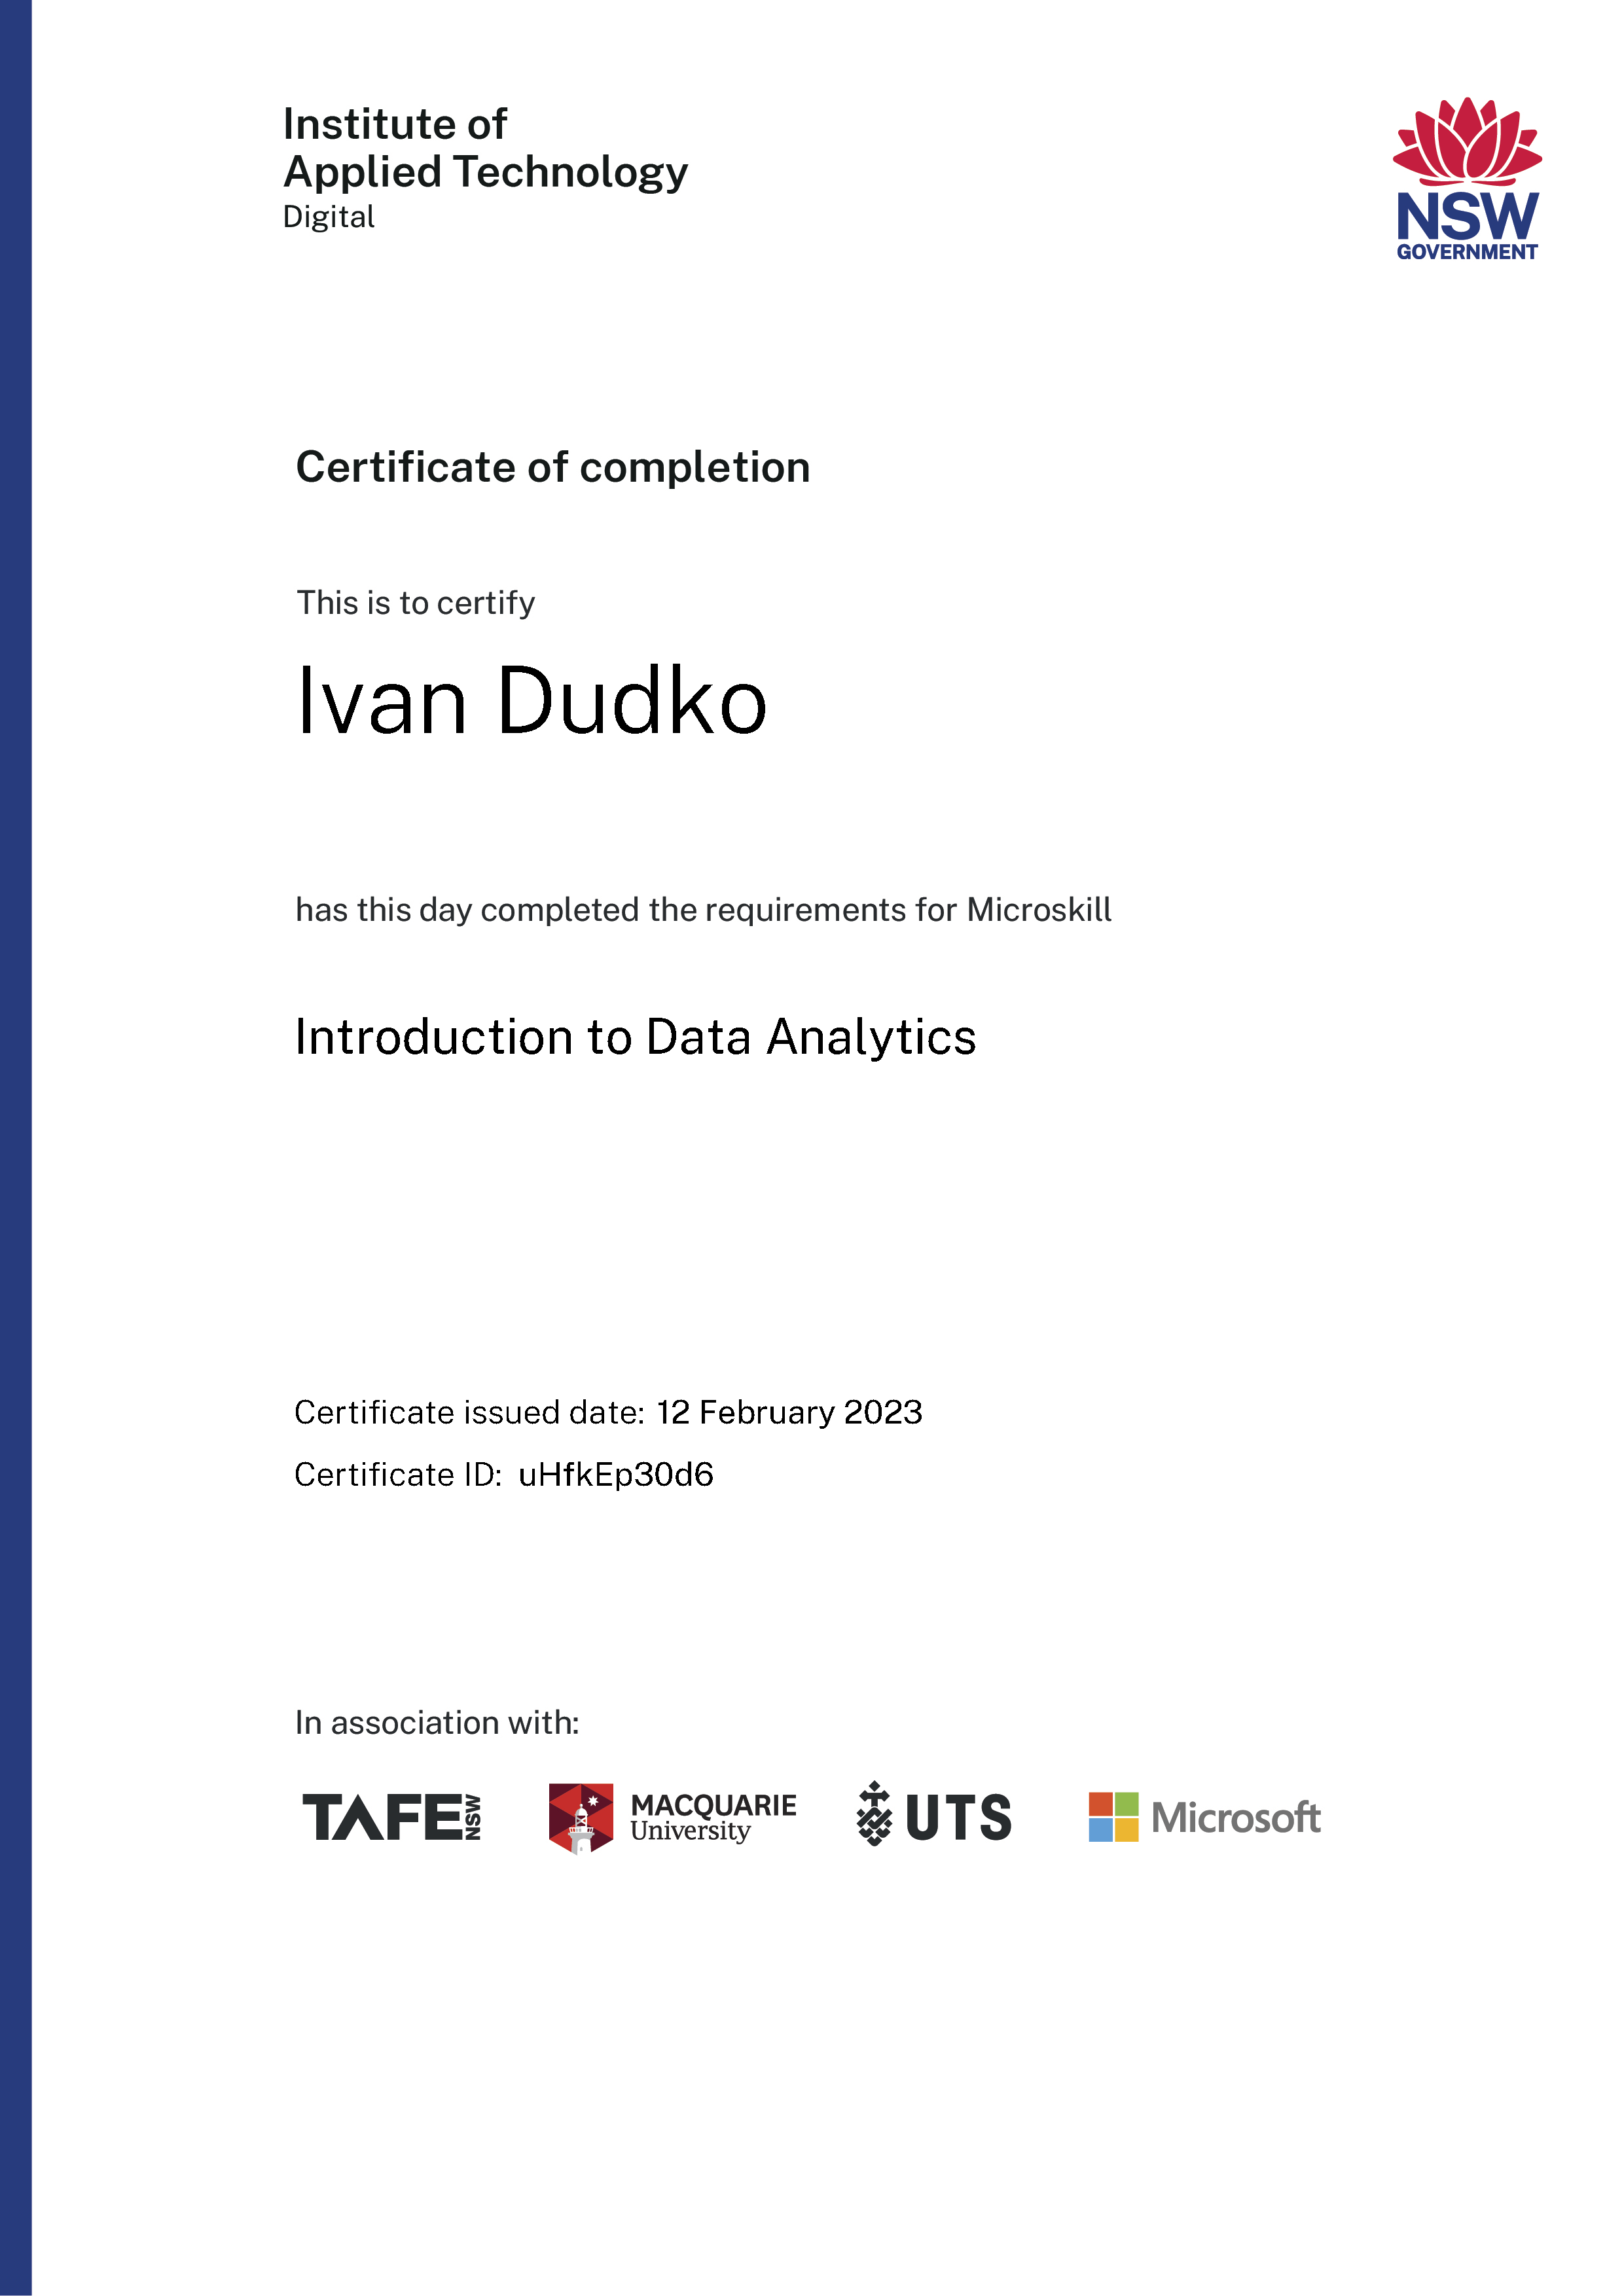 Institute of
Applied Technology
Digital
NSW
GOVERNMENT
Certificate of completion
This is to certify
Ivan Dudko
has this day completed the requirements for Microskill
Introduction to Data Analytics
Certificate issued date: 12 February 2023
Certificate ID: uHfkEp30d6
In association with:
TAFE NSW
MACQUARIE
University
UTS
Microsoft